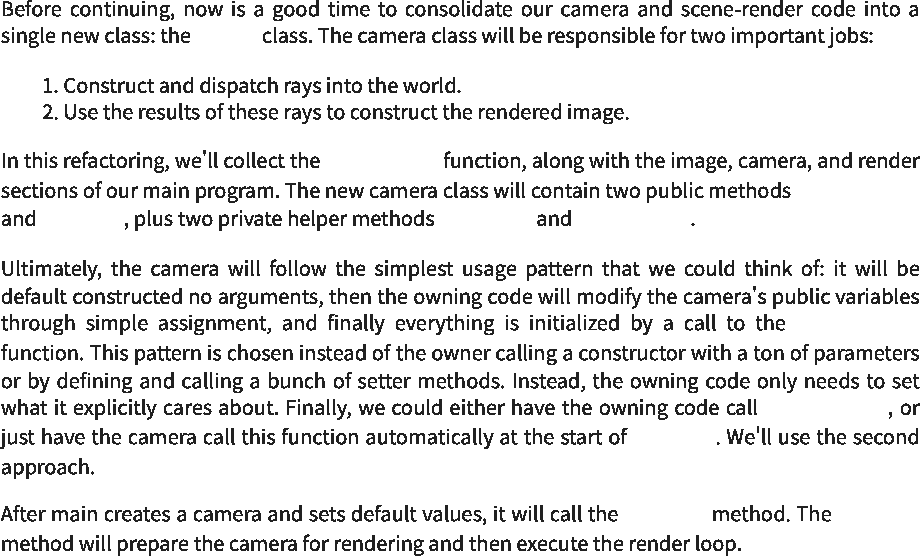 Before continuing, now is a good time to consolidate our camera and scene-render code into a
single new class: the class. The camera class will be responsible for two important jobs:
1. Construct and dispatch rays into the world.
2. Use the results of these rays to construct the rendered image.
In this refactoring, we'll collect the function, along with the image, camera, and render
sections of our main program. The new camera class will contain two public methods
and , plus two private helper methods and .
Ultimately, the camera will follow the simplest usage pattern that we could think of: it will be
default constructed no arguments, then the owning code will modify the camera's public variables
through simple assignment, and finally everything is initialized by a call to the
function. This pattern is chosen instead of the owner calling a constructor with a ton of parameters
or by defining and calling a bunch of setter methods. Instead, the owning code only needs to set
what it explicitly cares about. Finally, we could either have the owning code call , or
just have the camera call this function automatically at the start of . We'll use the second
approach.
After main creates a camera and sets default values, it will call the method. The
method will prepare the camera for rendering and then execute the render loop.